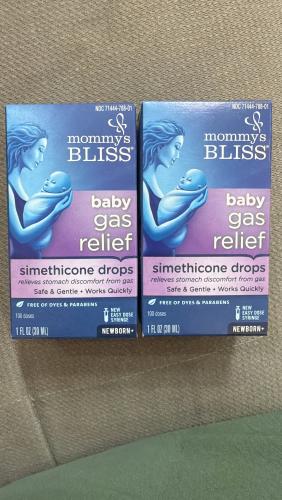 NDC 71444-788-01
mommy's
BLISS®
baby
gas
relief
simethicone drops
relieves stomach discomfort from gas
Safe & Gentle • Works Quickly
FREE OF DYES & PARABENS
100 doses
1 FL OZ (30 ML)
NEW
EASY DOSE
SYRINGE
NEWBORN+
NDC 71444-788-01
mommy's
BLISS®
baby
gas
relief
simethicone drops
relieves stomach discomfort from gas
Safe & Gentle • Works Quickly
FREE OF DYES & PARABENS
100 doses
1 FL OZ (30 ML)
NEW
EASY DOSE
SYRINGE
NEWBORN+